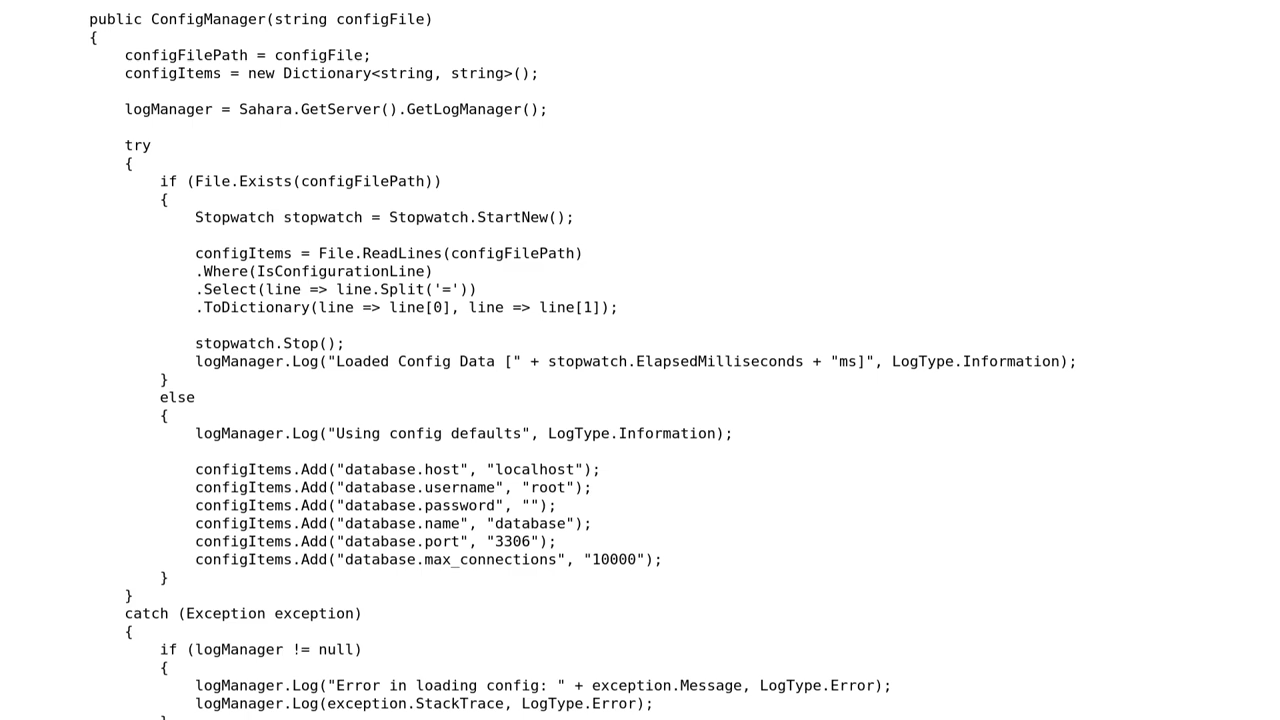 public ConfigManager(string configFile)
{
configFilePath = configFile;
configItems = new Dictionary<string, string>();
logManager = Sahara.GetServer().GetLogManager();
try
{
if (File.Exists(configFilePath))
{
Stopwatch stopwatch = Stopwatch.StartNew();
configItems = File.ReadLines(configFilePath)
.Where(IsConfigurationLine)
.Select(line => line.Split('='))
.ToDictionary(line => line[0], line => line[1]);
stopwatch.Stop();
logManager.Log("Loaded Config Data [" + stopwatch.ElapsedMilliseconds + "ms]", LogType.Information);
}
else
{
logManager.Log("Using config defaults", LogType.Information);
configItems.Add("database.host", "localhost");
configItems.Add("database.username", "root");
configItems.Add("database.password", "");
configItems.Add("database.name", "database");
configItems.Add("database.port", "3306");
configItems.Add("database.max_connections", "10000");
}
}
catch (Exception exception)
{
if (logManager != null)
{
logManager.Log("Error in loading config: " + exception.Message, LogType.Error);
logManager.Log(exception.StackTrace, LogType.Error);
}